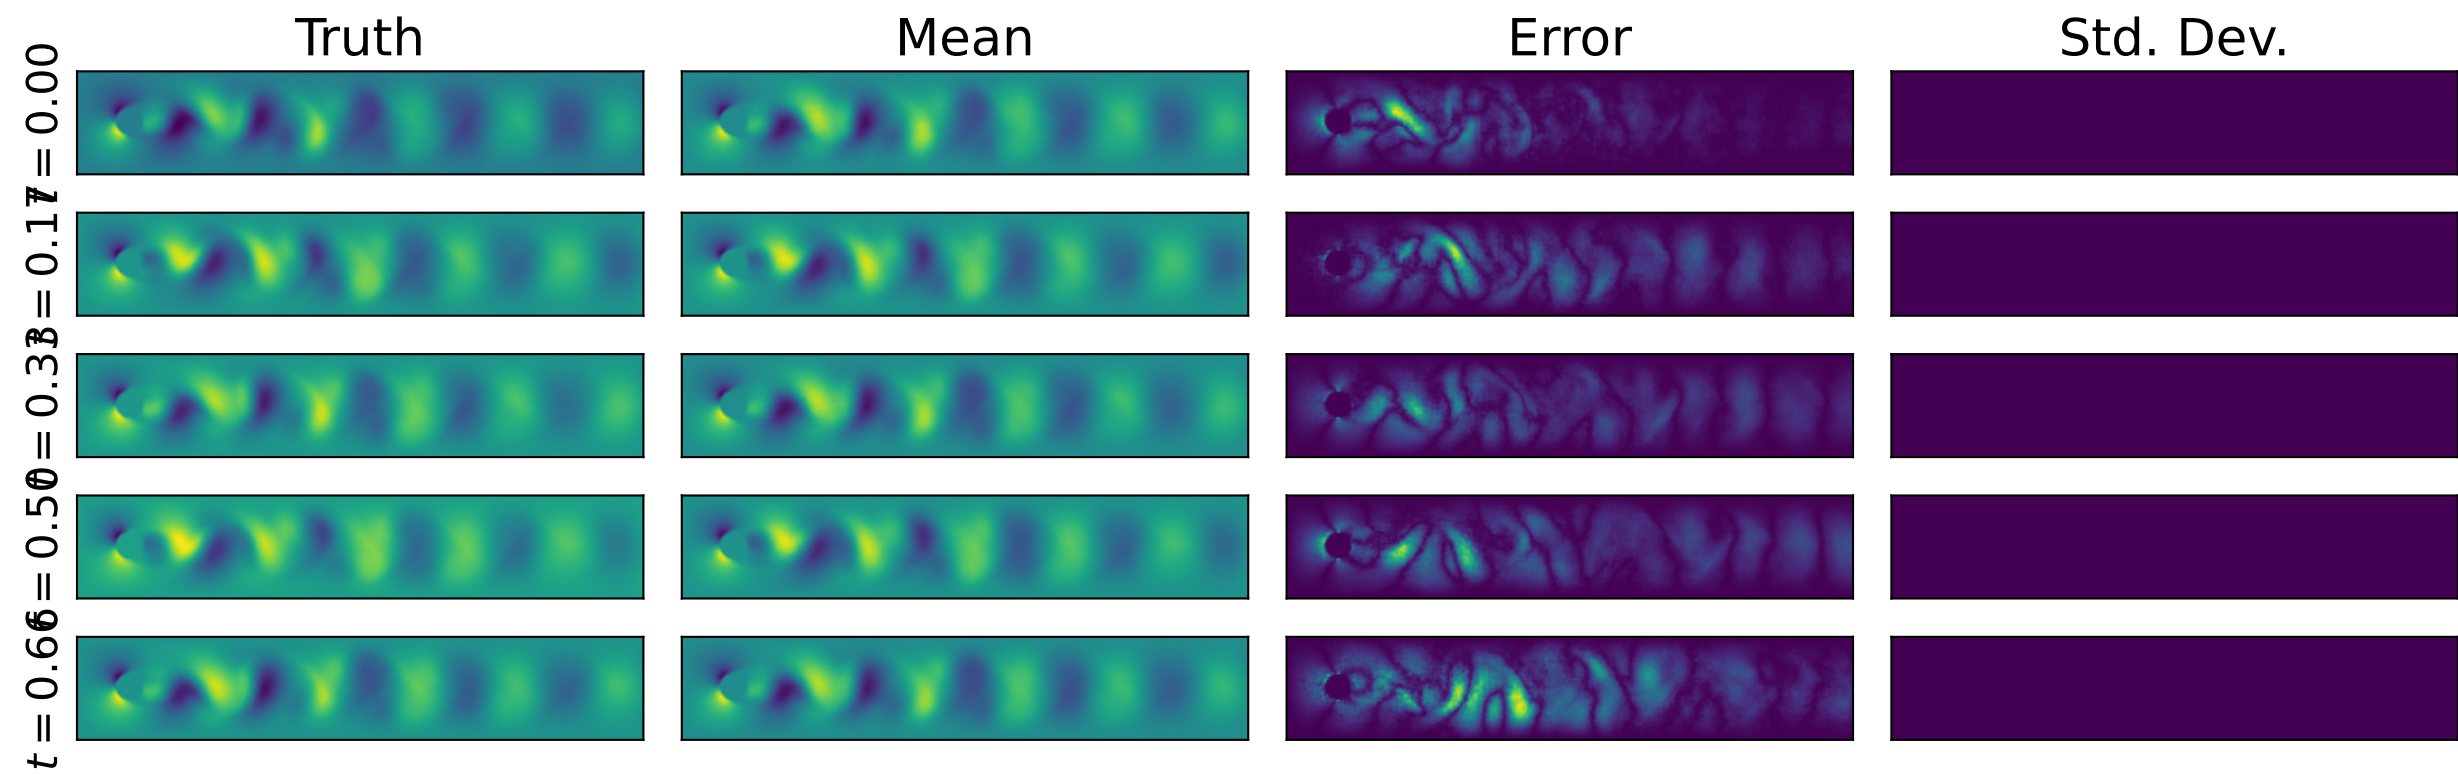 Truth Mean Error Std. Dev.
t = 0.00
t = 0.17
t = 0.33
t = 0.50
t = 0.66